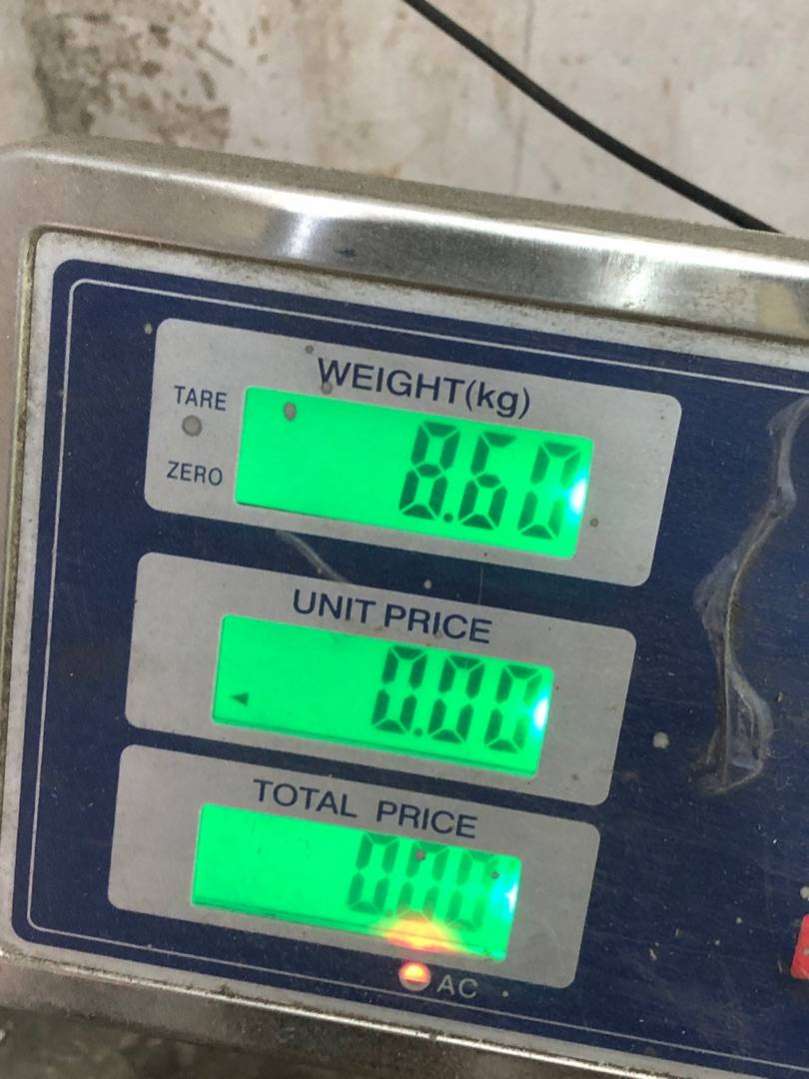 WEIGHT(kg)
TARE
8.60
ZERO
UNIT PRICE
0.00
TOTAL PRICE
0.00
AC